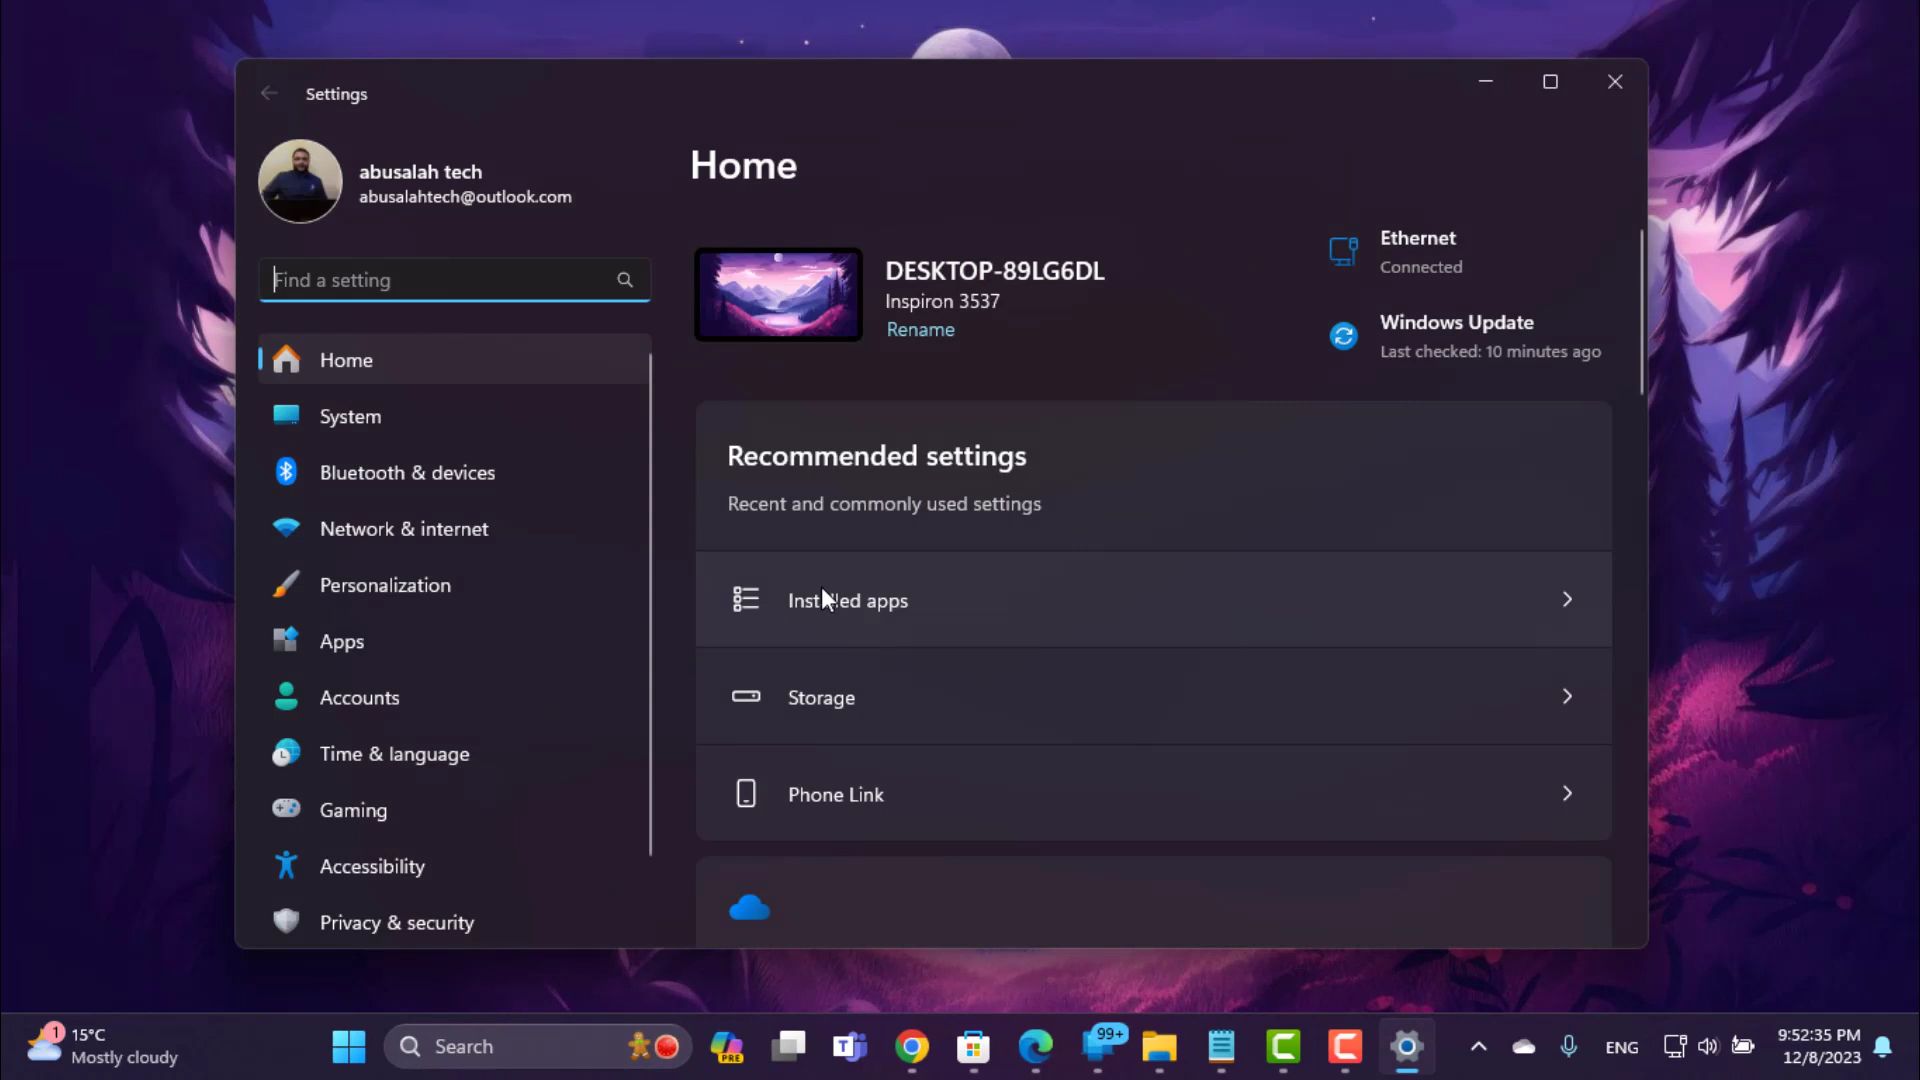 Settings
abusalah tech
abusalahtech@outlook.com
Find a setting
Home
System
Bluetooth & devices
Network & internet
Personalization
Apps
Accounts
Time & language
Gaming
Accessibility
Privacy & security
Home
DESKTOP-89LG6DL
Inspiron 3537
Rename
Ethernet
Connected
Windows Update
Last checked: 10 minutes ago
Recommended settings
Recent and commonly used settings
Installed apps
Storage
Phone Link
1
15°C
Mostly cloudy
Search
PRE
T
99+
C
C
ENG
9:52:35 PM
12/8/2023